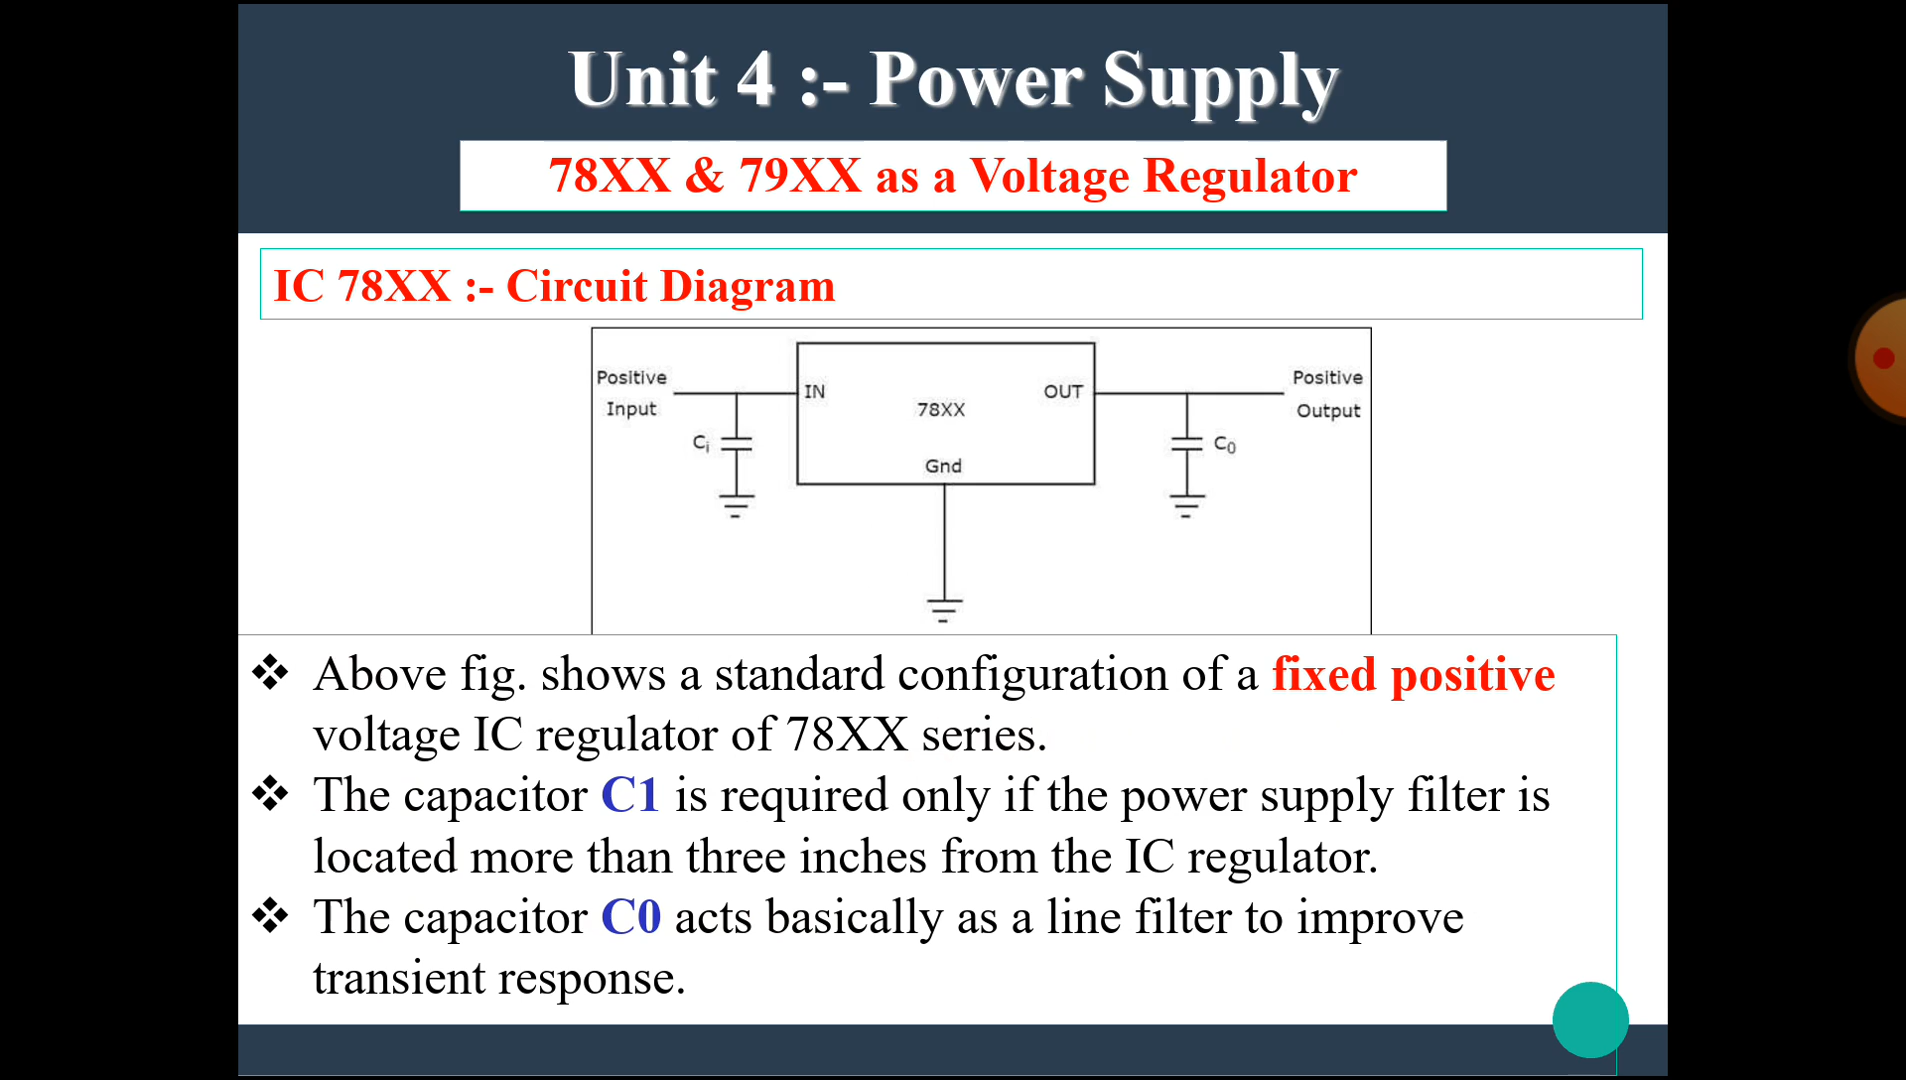 Unit 4 :- Power Supply
78XX & 79XX as a Voltage Regulator
IC 78XX :- Circuit Diagram
Positive
Input
IN
78XX
OUT
Gnd
Ci
C0
Positive
Output
❖ Above fig. shows a standard configuration of a fixed positive
voltage IC regulator of 78XX series.
❖ The capacitor C1 is required only if the power supply filter is
located more than three inches from the IC regulator.
❖ The capacitor C0 acts basically as a line filter to improve
transient response.